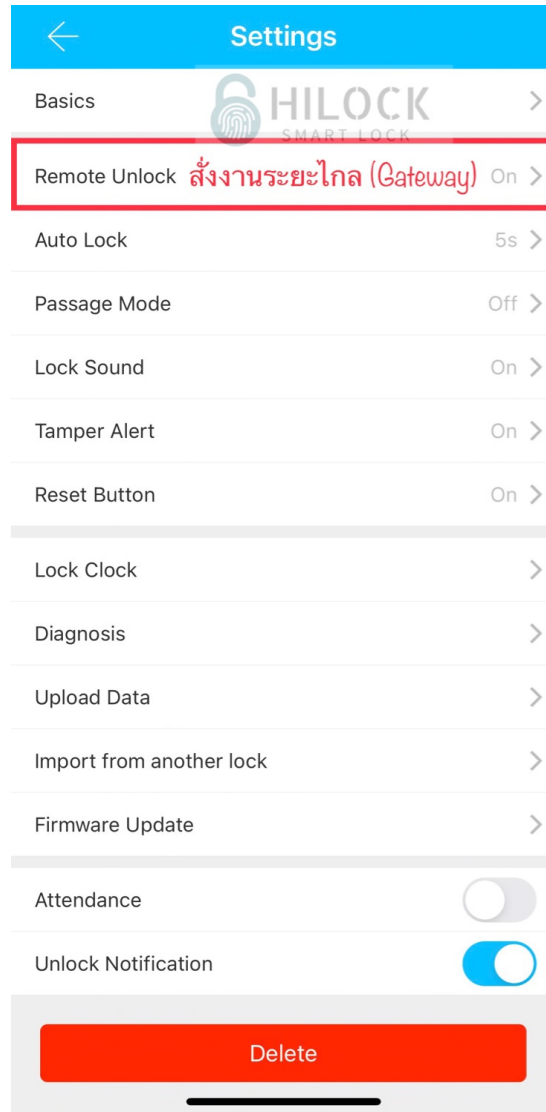 Settings
Basics
HILOCK
SMART LOCK
Remote Unlock สั่งงานระยะไกล (Gateway) On
Auto Lock 5s
Passage Mode Off
Lock Sound On
Tamper Alert On
Reset Button On
Lock Clock
Diagnosis
Upload Data
Import from another lock
Firmware Update
Attendance
Unlock Notification
Delete